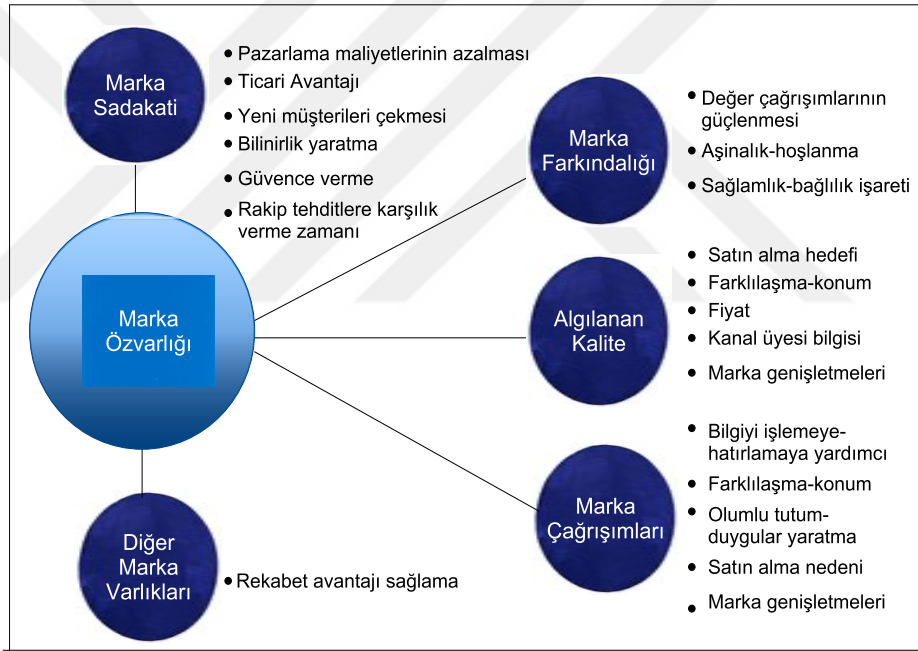 Marka
Sadakati
• Pazarlama maliyetlerinin azalması
• Ticari Avantajı
• Yeni müşterileri çekmesi
• Bilinirlik yaratma
• Güvence verme
• Rakip tehditlere karşılık
verme zamanı
Marka
Farkındalığı
• Değer çağrışımlarının
güçlenmesi
• Aşinalık-hoşlanma
• Sağlamlık-bağlılık işareti
Marka
Özvarlığı
Algılanan
Kalite
• Satın alma hedefi
• Farklılaşma-konum
• Fiyat
• Kanal üyesi bilgisi
• Marka genişletmeleri
Marka
Çağrışımları
• Bilgiyi işlemeye-
hatırlamaya yardımcı
• Farklılaşma-konum
• Olumlu tutum-
duygular yaratma
• Satın alma nedeni
• Marka genişletmeleri
Diğer
Marka
Varlıkları
• Rekabet avantajı sağlama